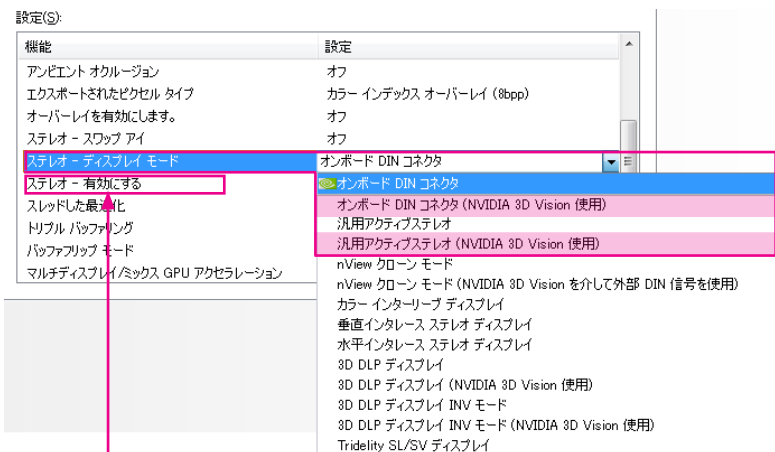 設定(S):
機能 設定
アンビエント オクルージョン オフ
エクスポートされたピクセル タイプ カラー インデックス オーバーレイ (8bpp)
オーバーレイを有効にします。 オフ
ステレオ - スワップ アイ オフ
ステレオ - ディスプレイ モード オンボード DIN コネクタ
ステレオ - 有効にする オンボード DIN コネクタ
スレッドした最適化 オンボード DIN コネクタ (NVIDIA 3D Vision 使用)
トリプル バッファリング 汎用アクティブステレオ
バッファフリップ モード 汎用アクティブステレオ (NVIDIA 3D Vision 使用)
マルチディスプレイ/ミックス GPU アクセラレーション nView クローン モード
nView クローン モード (NVIDIA 3D Vision を介して外部 DIN 信号を使用)
カラー インターリーブ ディスプレイ
垂直インタレース ステレオ ディスプレイ
水平インタレース ステレオ ディスプレイ
3D DLP ディスプレイ
3D DLP ディスプレイ (NVIDIA 3D Vision 使用)
3D DLP ディスプレイ INV モード
3D DLP ディスプレイ INV モード (NVIDIA 3D Vision 使用)
Tridelity SL/SV ディスプレイ